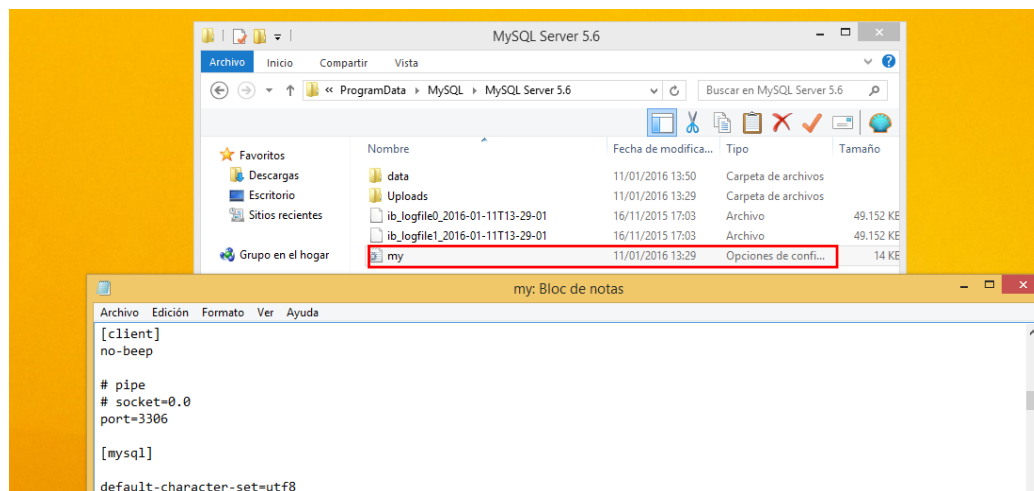 MySQL Server 5.6
Archivo Inicio Compartir Vista
« ProgramData MySQL MySQL Server 5.6 Buscar en MySQL Server 5.6
Nombre Fecha de modifica... Tipo Tamaño
Favoritos
Descargas
Escritorio
Sitios recientes
Grupo en el hogar
data 11/01/2016 13:50 Carpeta de archivos
Uploads 11/01/2016 13:29 Carpeta de archivos
ib_logfile0_2016-01-11T13-29-01 16/11/2015 17:03 Archivo 49.152 KB
ib_logfile1_2016-01-11T13-29-01 16/11/2015 17:03 Archivo 49.152 KB
my 11/01/2016 13:29 Opciones de confi... 14 KB
my: Bloc de notas
Archivo Edición Formato Ver Ayuda
[client]
no-beep
# pipe
# socket=0.0
port=3306
[mysql]
default-character-set=utf8